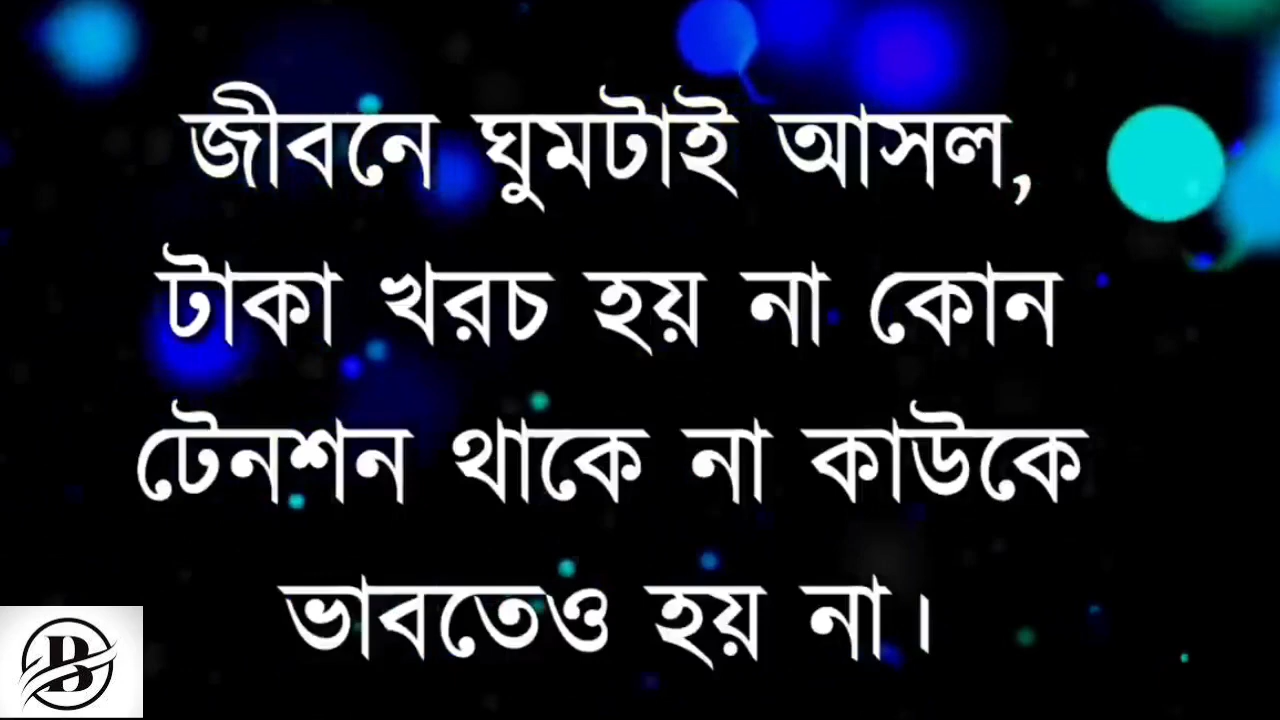 জীবনে ঘুমটাই আসল,
টাকা খরচ হয় না কোন
টেনশন থাকে না কাউকে
ভাবতেও হয় না।
B